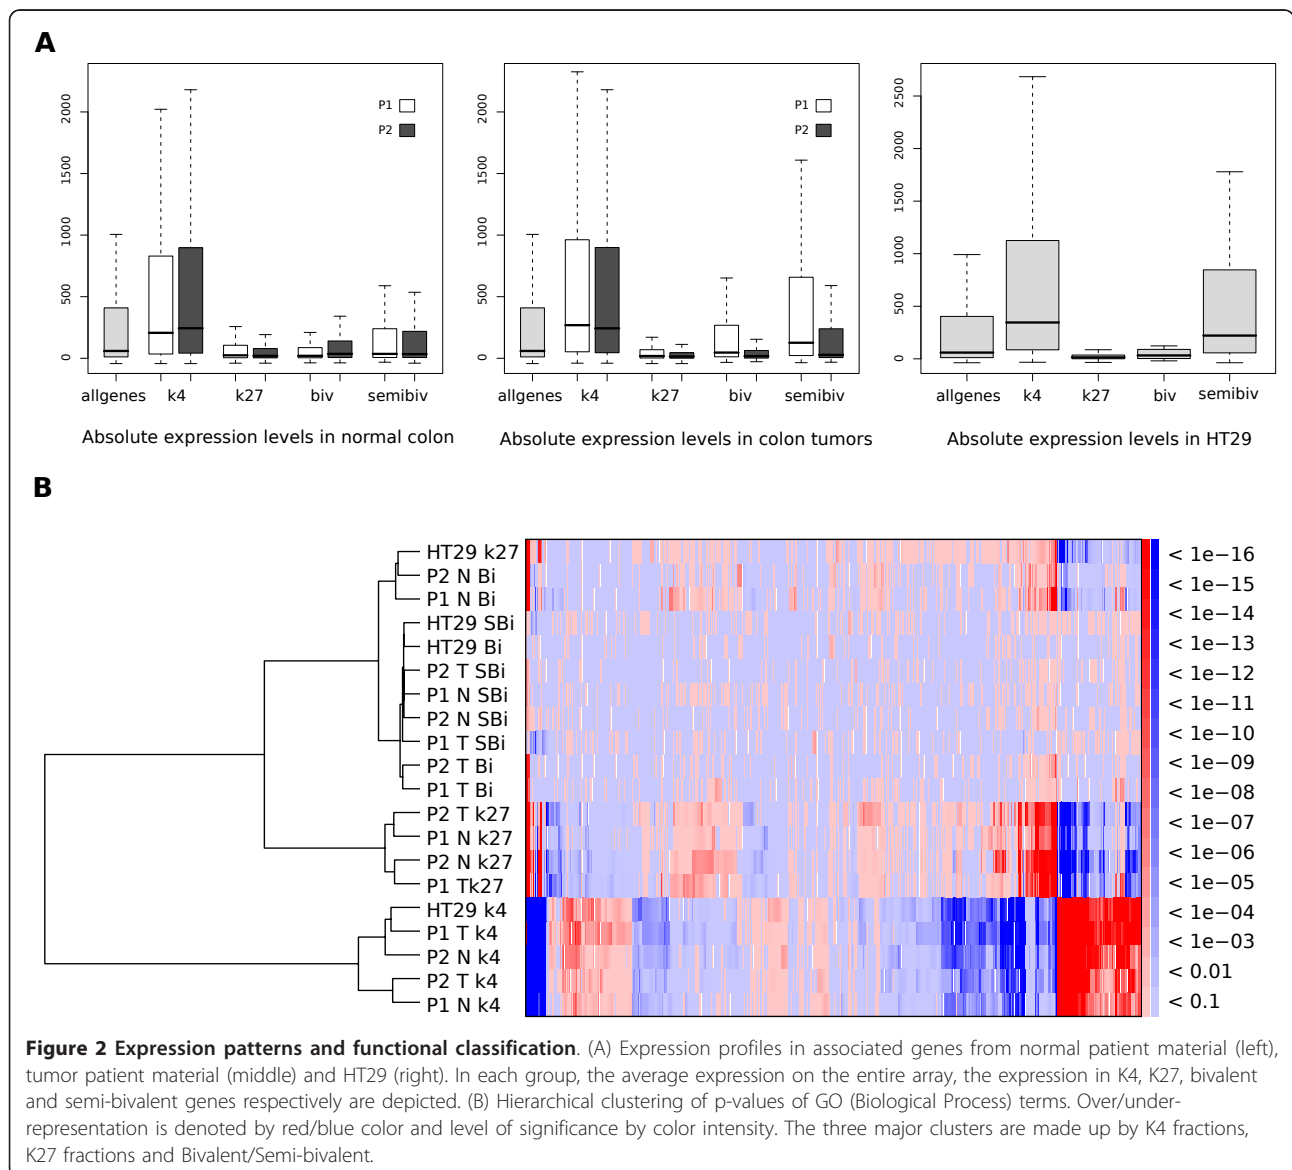 A
0
500
1000
1500
2000
P1
P2
allgenes k4 k27 biv semibiv
Absolute expression levels in normal colon
0
500
1000
1500
2000
P1
P2
allgenes k4 k27 biv semibiv
Absolute expression levels in colon tumors
0
500
1000
1500
2000
2500
allgenes k4 k27 biv semibiv
Absolute expression levels in HT29
B
HT29 k27
P2 N Bi
P1 N Bi
HT29 SBi
HT29 Bi
P2 T SBi
P1 N SBi
P2 N SBi
P1 T SBi
P2 T Bi
P1 T Bi
P2 T k27
P1 N k27
P2 N k27
P1 Tk27
HT29 k4
P1 T k4
P2 N k4
P2 T k4
P1 N k4
< 1e−16
< 1e−15
< 1e−14
< 1e−13
< 1e−12
< 1e−11
< 1e−10
< 1e−09
< 1e−08
< 1e−07
< 1e−06
< 1e−05
< 1e−04
< 1e−03
< 0.01
< 0.1
Figure 2 Expression patterns and functional classification. (A) Expression profiles in associated genes from normal patient material (left),
tumor patient material (middle) and HT29 (right). In each group, the average expression on the entire array, the expression in K4, K27, bivalent
and semi-bivalent genes respectively are depicted. (B) Hierarchical clustering of p-values of GO (Biological Process) terms. Over/under-
representation is denoted by red/blue color and level of significance by color intensity. The three major clusters are made up by K4 fractions,
K27 fractions and Bivalent/Semi-bivalent.